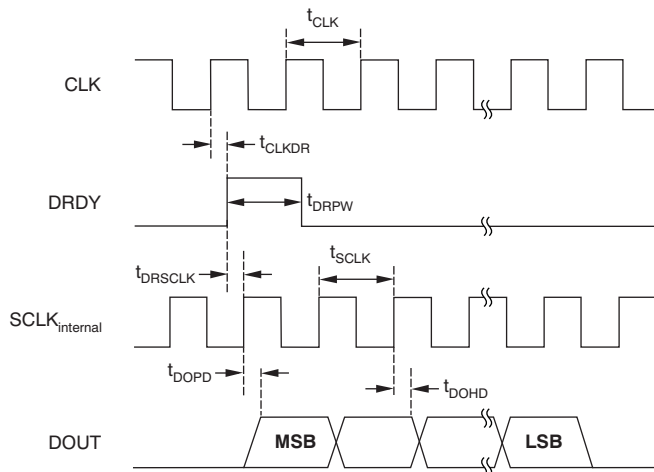 t_CLK
CLK
t_CLKDR
DRDY
t_DRPW
t_SCLK
t_DRSCLK
SCLK_internal
t_DOPD
t_DOHD
DOUT
MSB
LSB